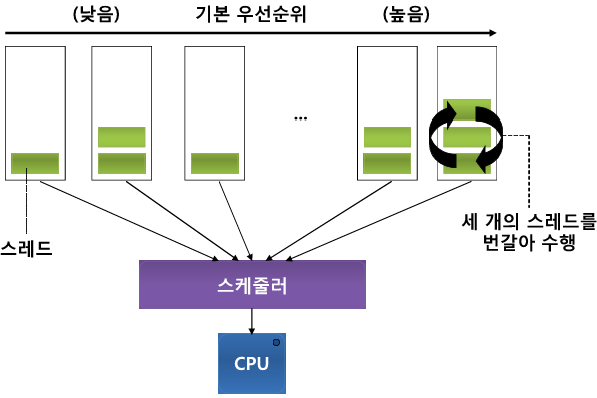 (낮음) 기본 우선순위 (높음)
...
스레드
세 개의 스레드를
번갈아 수행
스케줄러
CPU